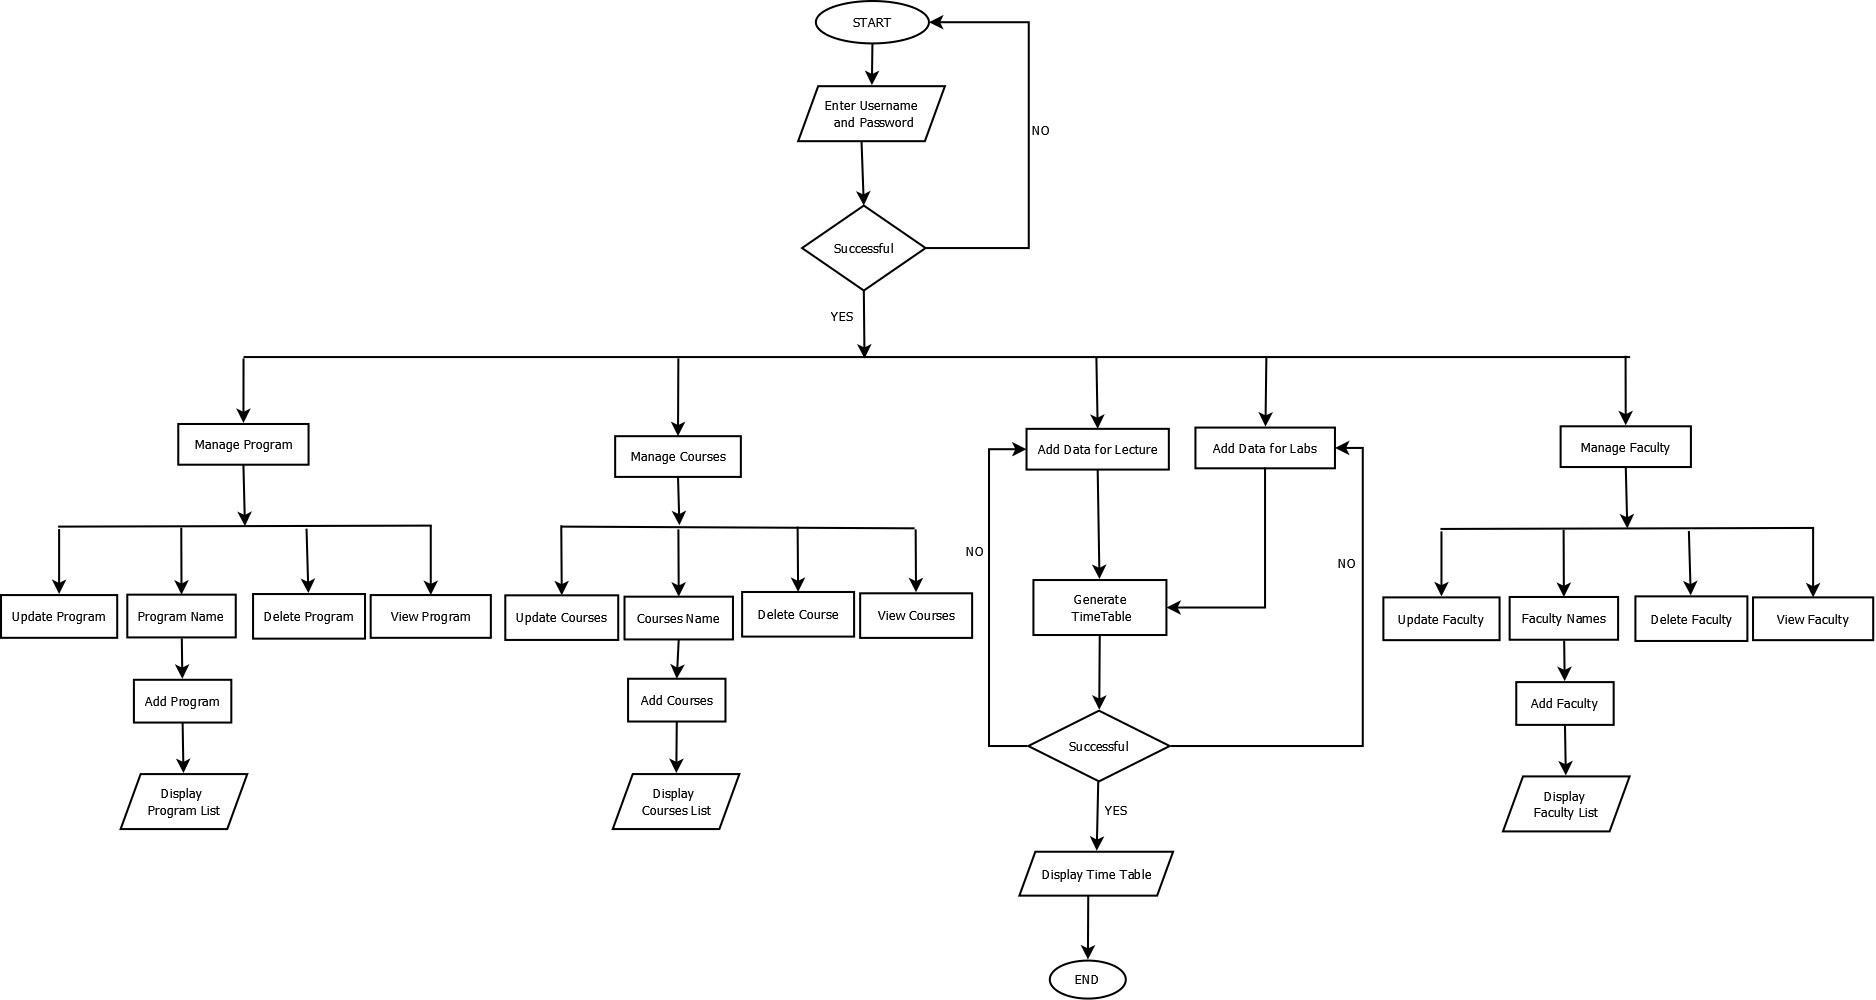 START
Enter Username
and Password
NO
Successful
YES
Manage Program
Manage Courses
Add Data for Lecture
Add Data for Labs
Manage Faculty
NO
NO
Update Program
Program Name
Delete Program
View Program
Update Courses
Courses Name
Delete Course
View Courses
Generate
TimeTable
Update Faculty
Faculty Names
Delete Faculty
View Faculty
Add Program
Add Courses
Add Faculty
Successful
Display
Program List
Display
Courses List
YES
Display
Faculty List
Display Time Table
END